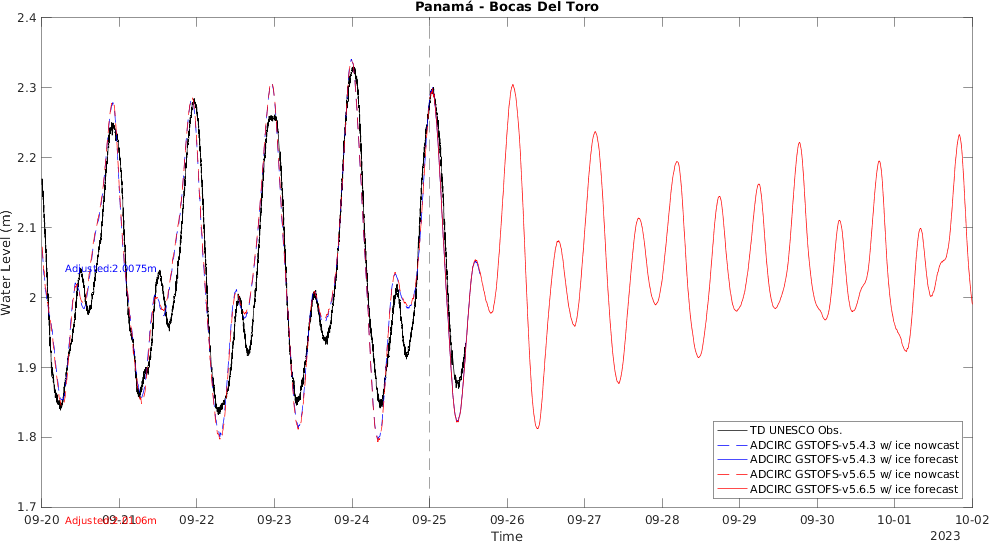 Panamá - Bocas Del Toro
2.4
2.3
2.2
2.1
2
1.9
1.8
1.7
Water Level (m)
Adjusted:2.0075m
TD UNESCO Obs.
ADCIRC GSTOFS-v5.4.3 w/ ice nowcast
ADCIRC GSTOFS-v5.4.3 w/ ice forecast
ADCIRC GSTOFS-v5.6.5 w/ ice nowcast
ADCIRC GSTOFS-v5.6.5 w/ ice forecast
09-20 09-21 09-22 09-23 09-24 09-25 09-26 09-27 09-28 09-29 09-30 10-01 10-02
Time
2023